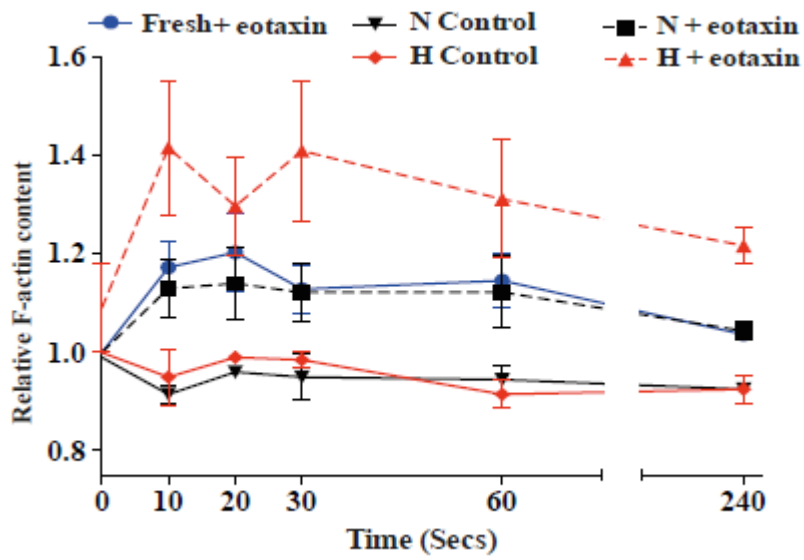 Fresh+ eotaxin N Control N + eotaxin
H Control H + eotaxin
1.6
1.4
1.2
1.0
0.8
Relative F-actin content
0 10 20 30 60 240
Time (Secs)